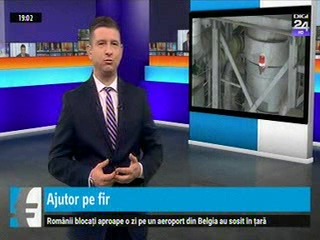 19:02
DIGI
24
HD
Ajutor pe fir
Românii blocați aproape o zi pe un aeroport din Belgia au sosit în țară